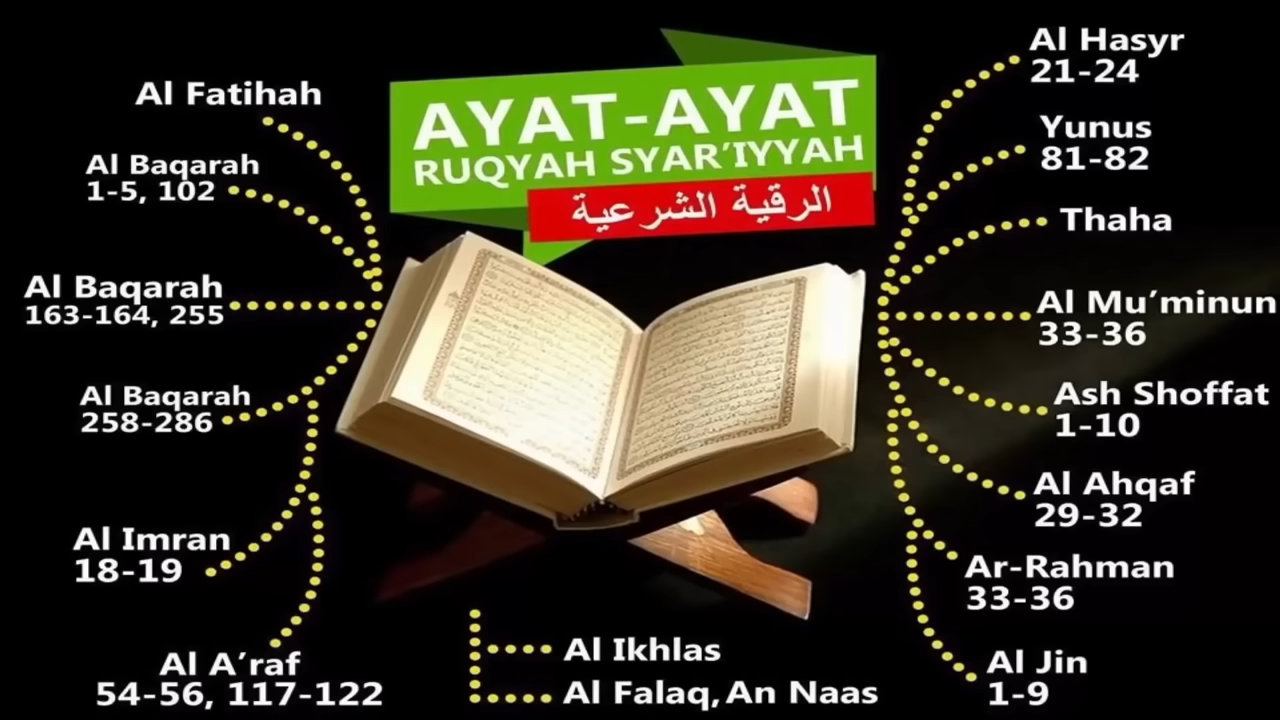 AYAT-AYAT
RUQYAH SYAR'IYYAH
الرقية الشرعية
Al Fatihah
Al Baqarah
1-5, 102
Al Baqarah
163-164, 255
Al Baqarah
258-286
Al Imran
18-19
Al A'raf
54-56, 117-122
Al Ikhlas
Al Falaq, An Naas
Al Hasyr
21-24
Yunus
81-82
Thaha
Al Mu'minun
33-36
Ash Shoffat
1-10
Al Ahqaf
29-32
Ar-Rahman
33-36
Al Jin
1-9